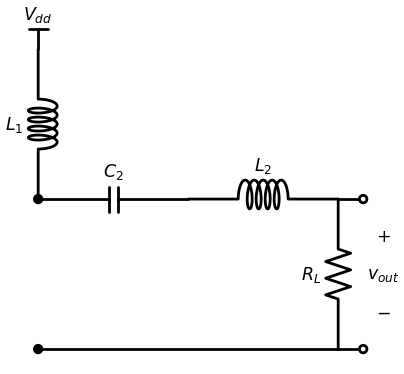 V_dd
L_1
C_2
L_2
+
R_L
v_out
−